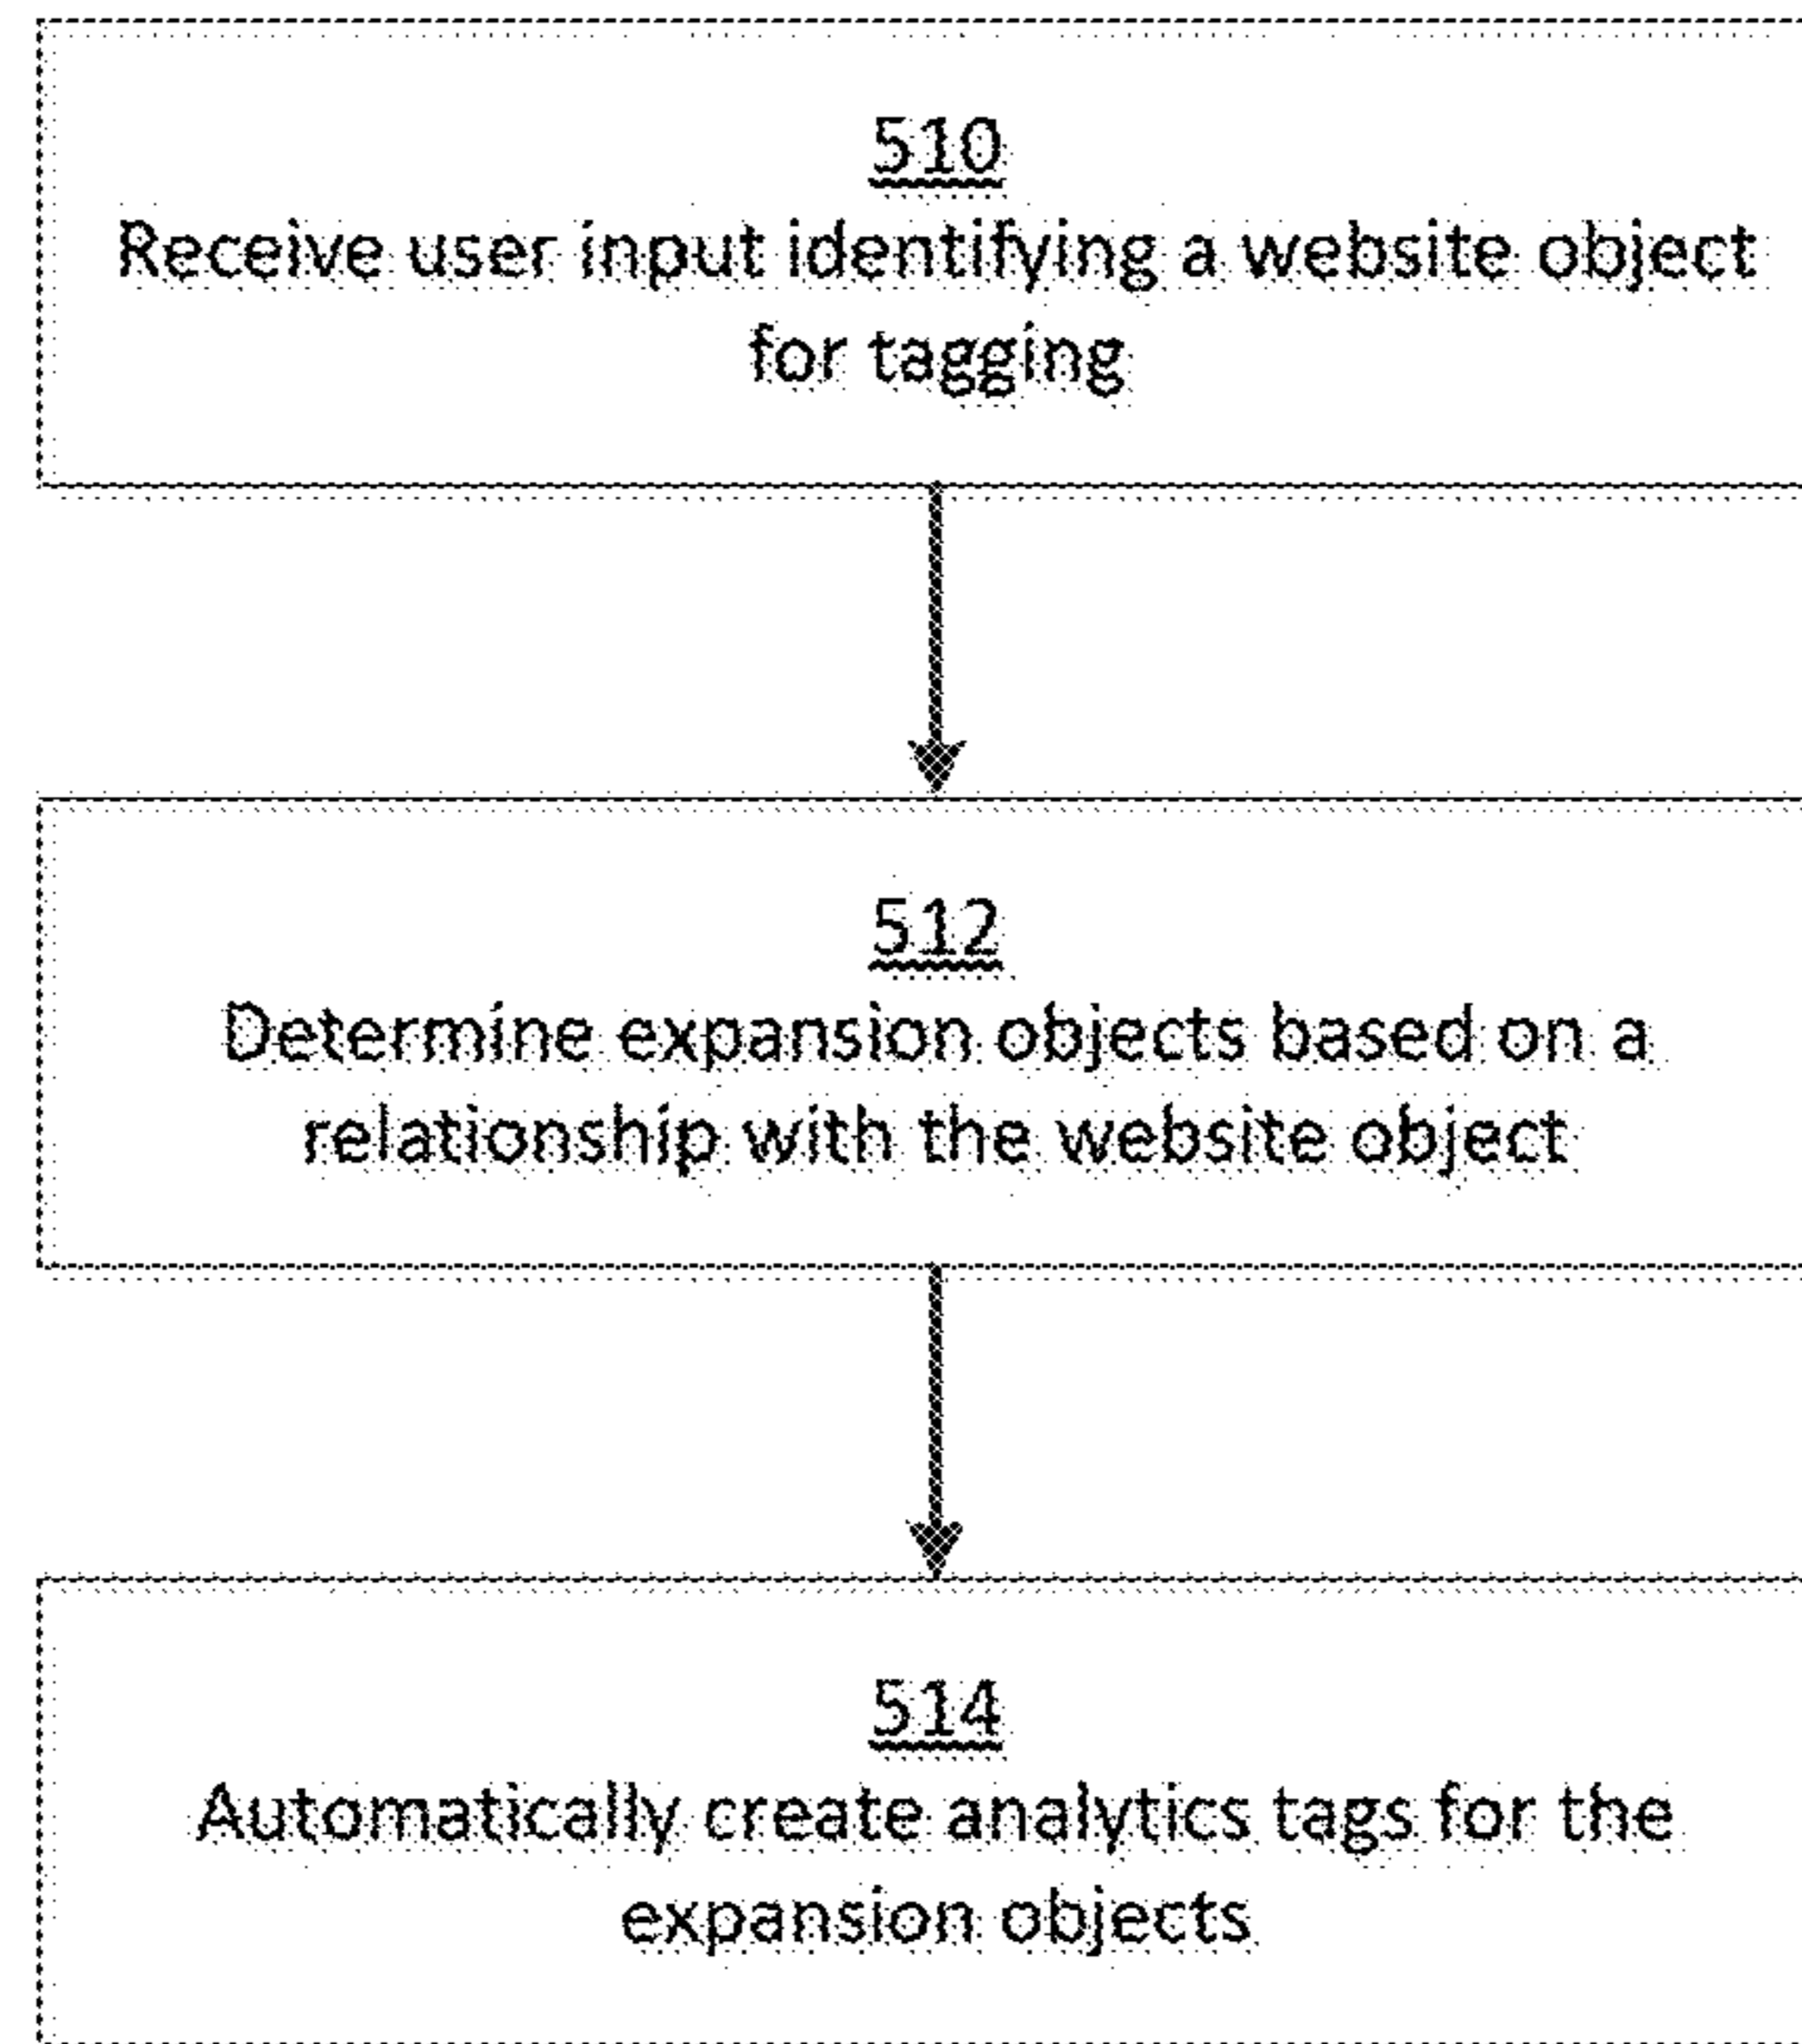 510
Receive user input identifying a website object
for tagging
512
Determine expansion objects based on a
relationship with the website object
514
Automatically create analytics tags for the
expansion objects